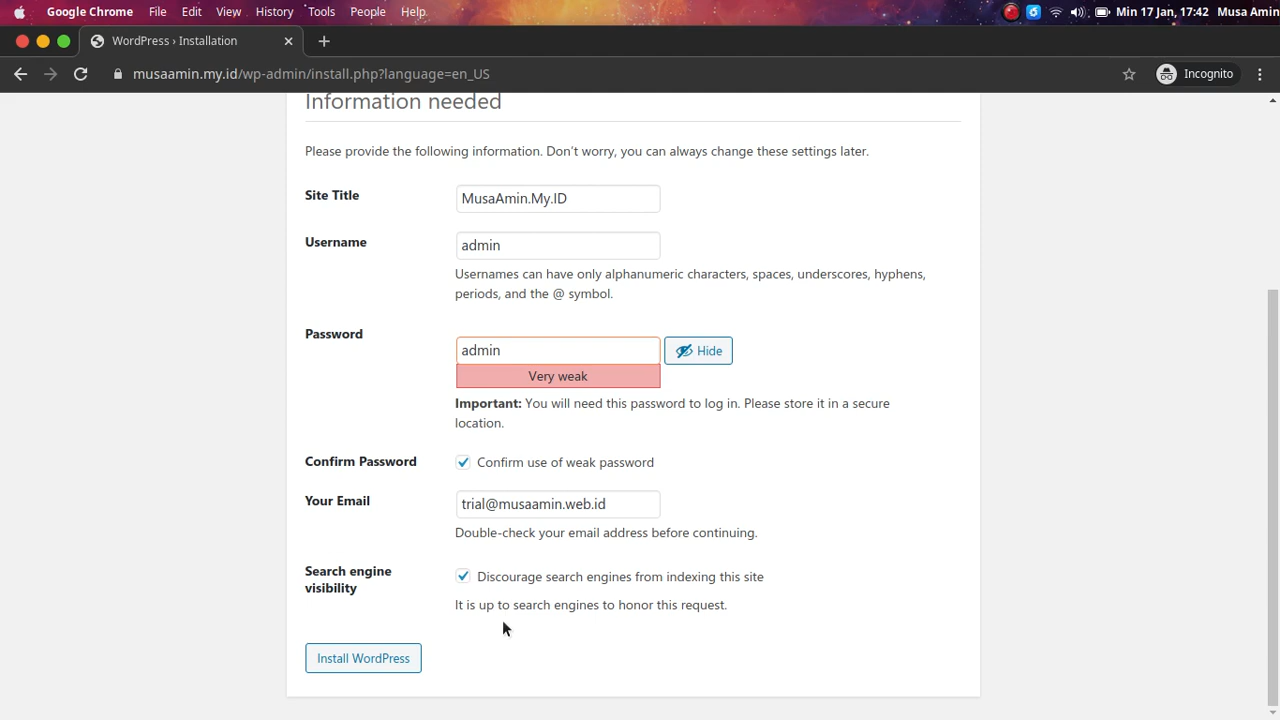 Google Chrome File Edit View History Tools People Help Min 17 Jan, 17:42 Musa Amin
WordPress › Installation
musaamin.my.id/wp-admin/install.php?language=en_US Incognito
Information needed
Please provide the following information. Don’t worry, you can always change these settings later.
Site Title MusaAmin.My.ID
Username admin
Usernames can have only alphanumeric characters, spaces, underscores, hyphens,
periods, and the @ symbol.
Password admin Hide
Very weak
Important: You will need this password to log in. Please store it in a secure
location.
Confirm Password Confirm use of weak password
Your Email trial@musaamin.web.id
Double-check your email address before continuing.
Search engine
visibility
Discourage search engines from indexing this site
It is up to search engines to honor this request.
Install WordPress